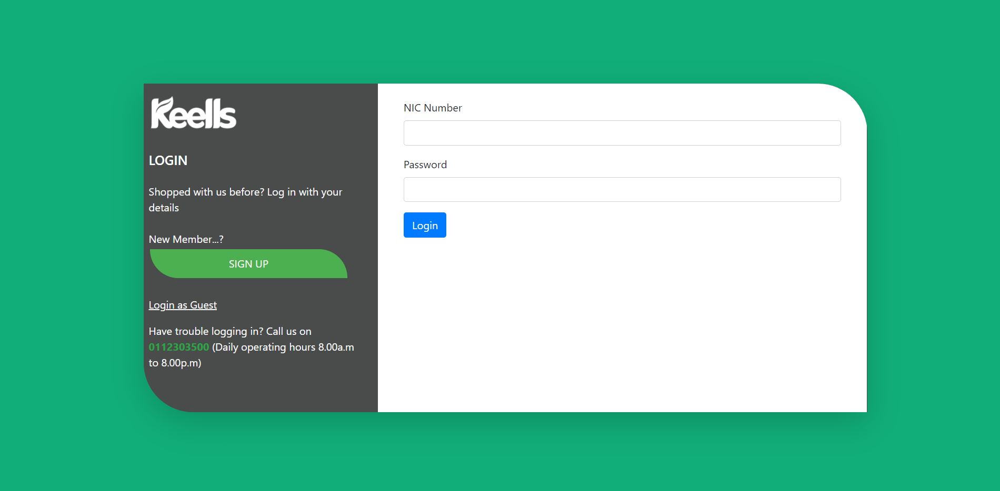 Keells
LOGIN
Shopped with us before? Log in with your
details
New Member...?
SIGN UP
Login as Guest
Have trouble logging in? Call us on
0112303500 (Daily operating hours 8.00a.m
to 8.00p.m)
NIC Number
Password
Login